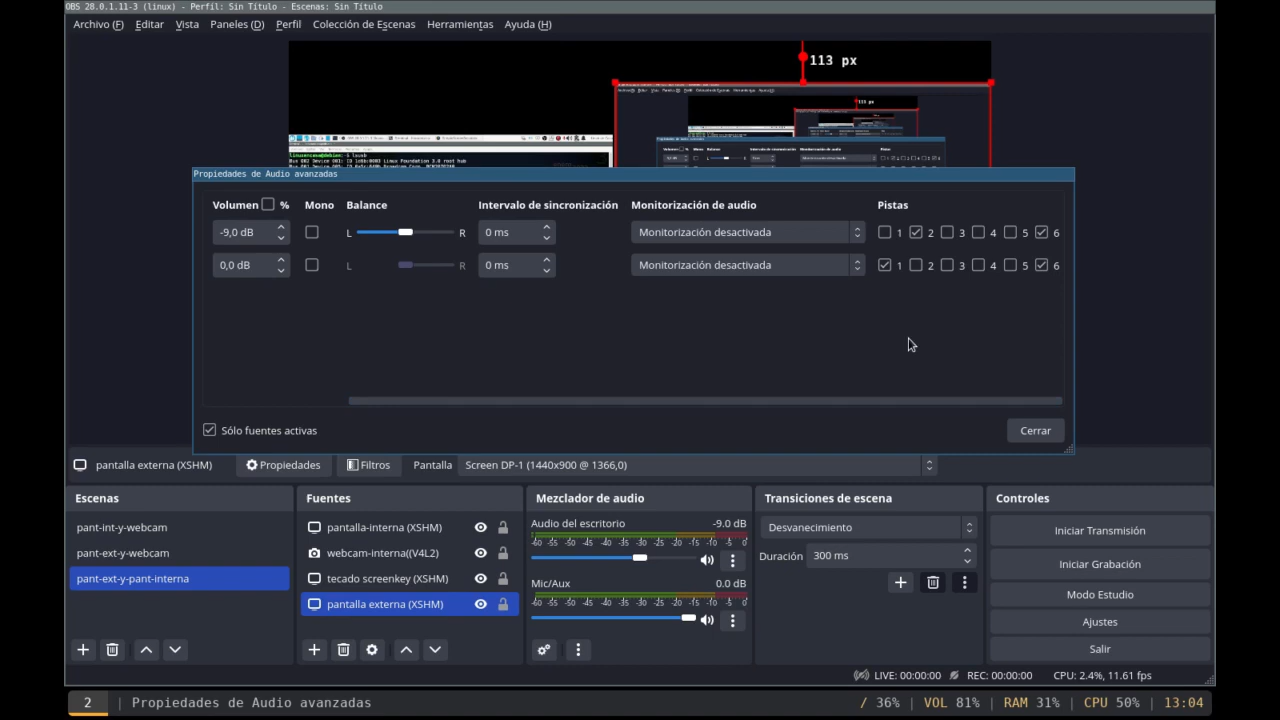 OBS 28.0.1.11-3 (linux) - Perfil: Sin Título - Escenas: Sin Título
Archivo (F) Editar Vista Paneles (D) Perfil Colección de Escenas Herramientas Ayuda (H)
113 px
Propiedades de Audio avanzadas
Volumen % Mono Balance Intervalo de sincronización Monitorización de audio Pistas
-9,0 dB L R 0 ms Monitorización desactivada 1 2 3 4 5 6
0,0 dB L R 0 ms Monitorización desactivada 1 2 3 4 5 6
Sólo fuentes activas Cerrar
pantalla externa (XSHM) Propiedades Filtros Pantalla Screen DP-1 (1440x900 @ 1366,0)
Escenas
pant-int-y-webcam
pant-ext-y-webcam
pant-ext-y-pant-interna
Fuentes
pantalla-interna (XSHM)
webcam-interna((V4L2)
tecado screenkey (XSHM)
pantalla externa (XSHM)
Mezclador de audio
Audio del escritorio -9.0 dB
-60 -55 -50 -45 -40 -35 -30 -25 -20 -15 -10 -5 0
Mic/Aux 0.0 dB
-60 -55 -50 -45 -40 -35 -30 -25 -20 -15 -10 -5 0
Transiciones de escena
Desvanecimiento
Duración 300 ms
Controles
Iniciar Transmisión
Iniciar Grabación
Modo Estudio
Ajustes
Salir
LIVE: 00:00:00 REC: 00:00:00 CPU: 2.4%, 11.61 fps
2 | Propiedades de Audio avanzadas / 36% | VOL 81% | RAM 31% | CPU 50% | 13:04